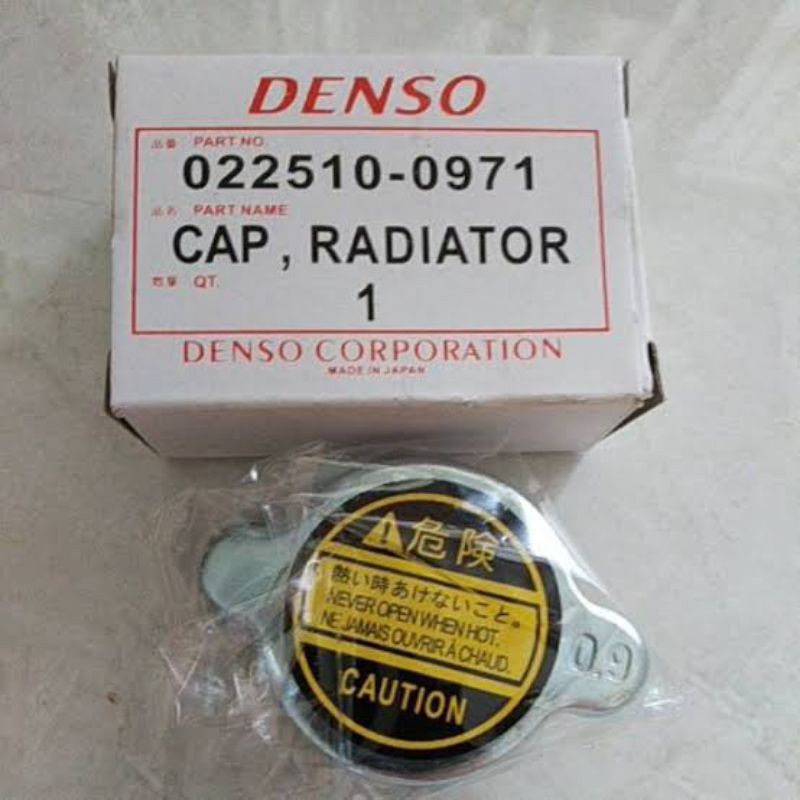 DENSO
品番 PART NO.
022510-0971
品名 PART NAME
CAP, RADIATOR
数量 QT.
1
DENSO CORPORATION
MADE IN JAPAN
危険
熱い時あけないこと。
NEVER OPEN WHEN HOT.
NE JAMAIS OUVRIR À CHAUD.
CAUTION
0.9